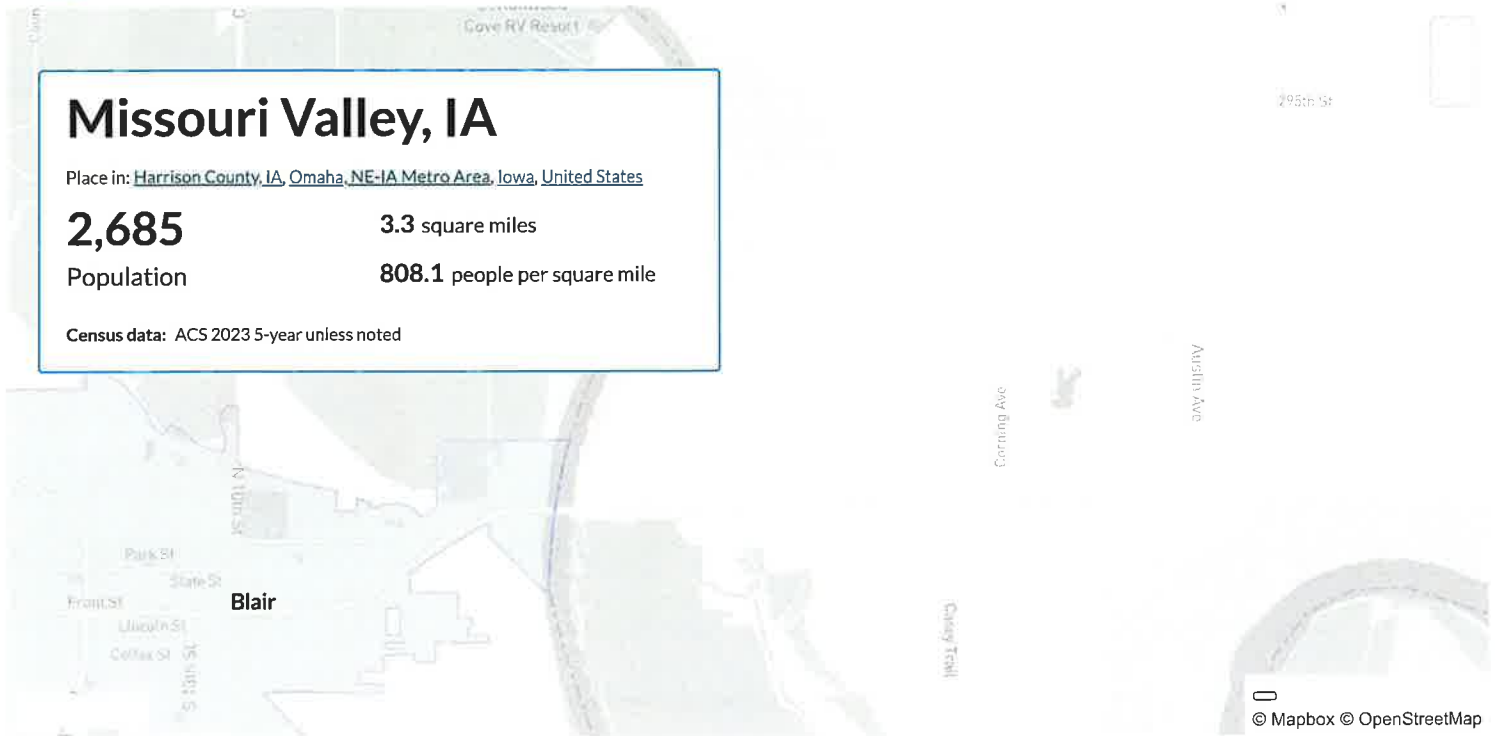 Cove RV Resort
Missouri Valley, IA
Place in: Harrison County, IA, Omaha, NE-IA Metro Area, Iowa, United States
2,685
Population
3.3 square miles
808.1 people per square mile
Census data: ACS 2023 5-year unless noted
295th St
Austin Ave
Corning Ave
N 10th St
Park St
State St
Front St
Blair
Lincoln St
Colfax St
Casey Trail
© Mapbox © OpenStreetMap